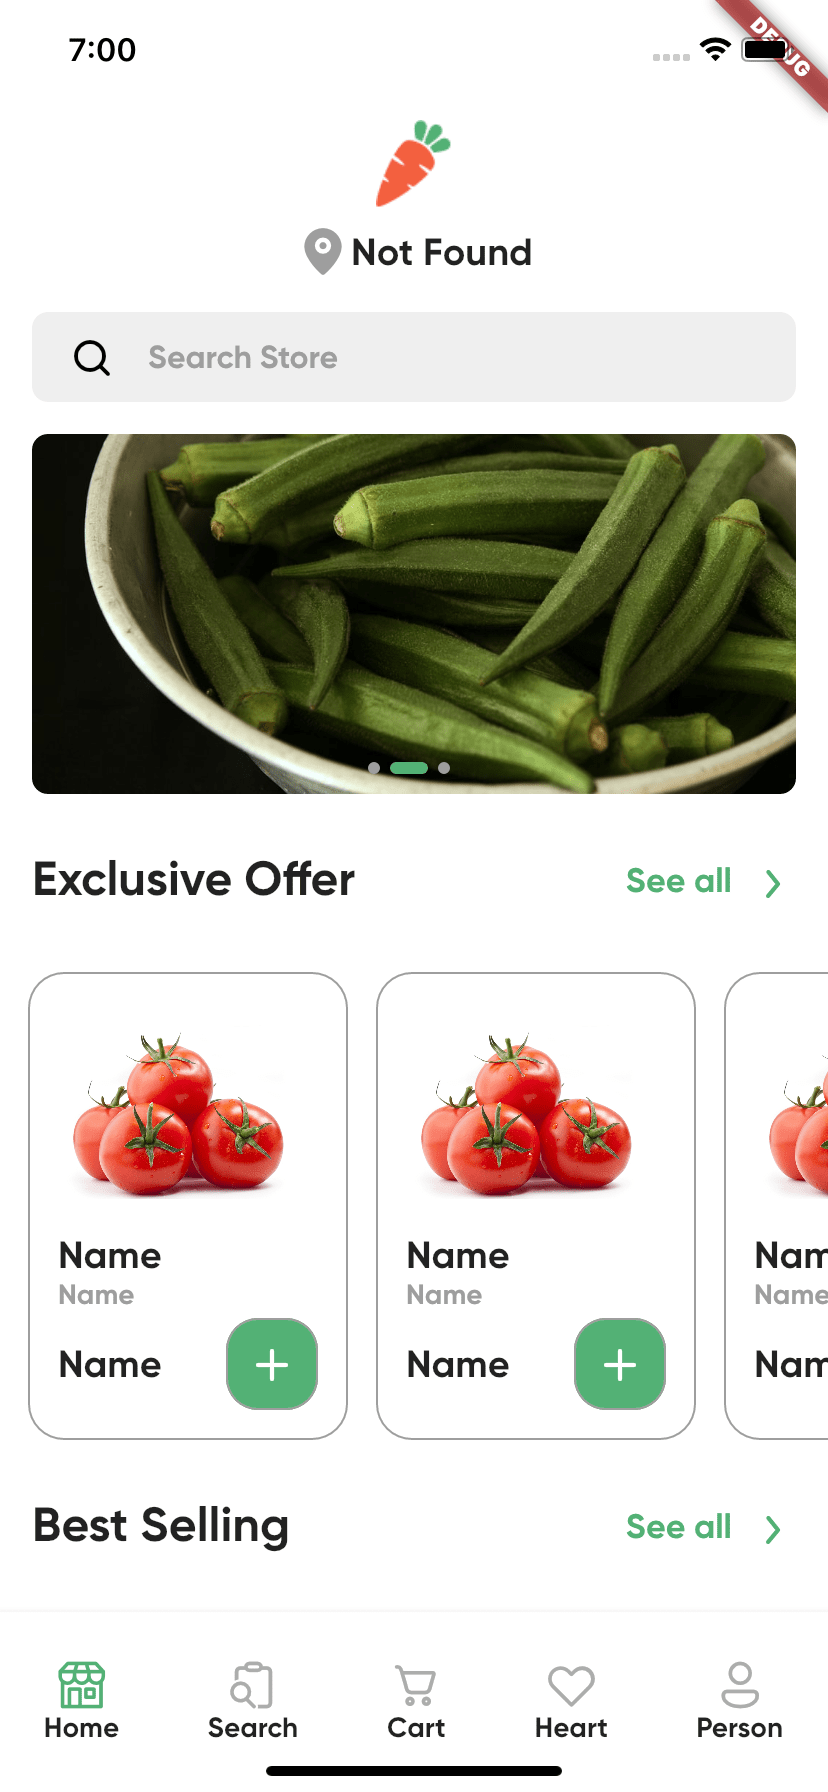 7:00
DEBUG
Not Found
Search Store
Exclusive Offer See all
Name Name Nam
Name Name Name
Name Name Nam
Best Selling See all
Home Search Cart Heart Person